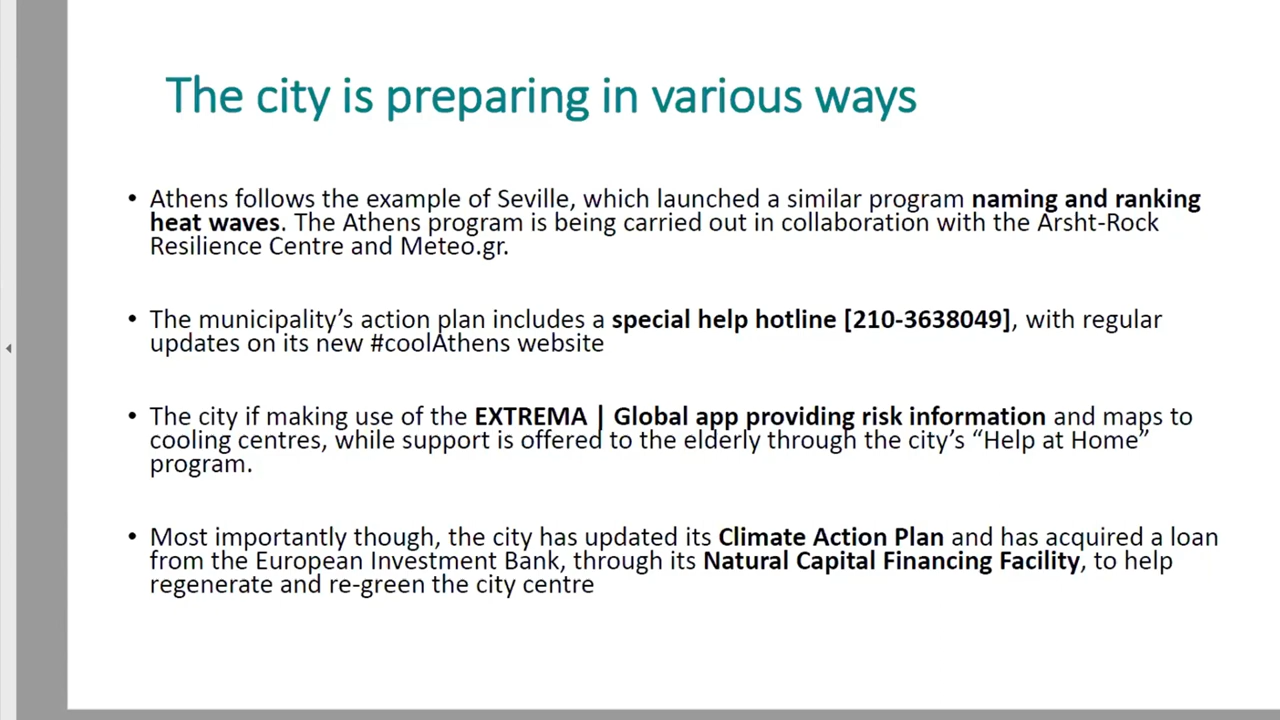 The city is preparing in various ways
• Athens follows the example of Seville, which launched a similar program naming and ranking
heat waves. The Athens program is being carried out in collaboration with the Arsht-Rock
Resilience Centre and Meteo.gr.
• The municipality’s action plan includes a special help hotline [210-3638049], with regular
updates on its new #coolAthens website
• The city if making use of the EXTREMA | Global app providing risk information and maps to
cooling centres, while support is offered to the elderly through the city’s “Help at Home”
program.
• Most importantly though, the city has updated its Climate Action Plan and has acquired a loan
from the European Investment Bank, through its Natural Capital Financing Facility, to help
regenerate and re-green the city centre